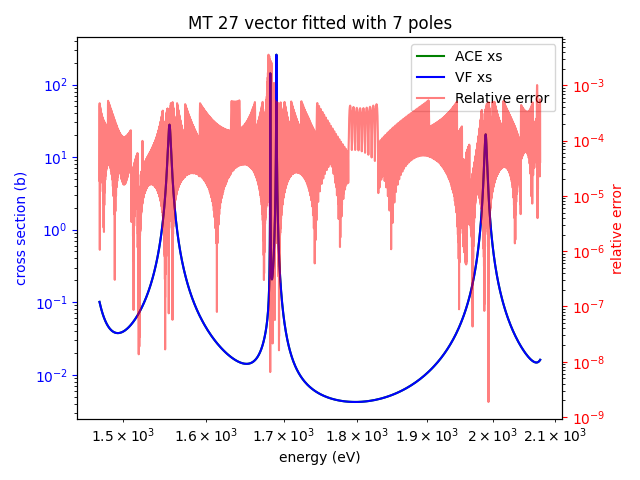 MT 27 vector fitted with 7 poles
ACE xs
VF xs
Relative error
cross section (b)
10² 10¹ 10⁰ 10⁻¹ 10⁻²
10⁻³ 10⁻⁴ 10⁻⁵ 10⁻⁶ 10⁻⁷ 10⁻⁸ 10⁻⁹
relative error
1.5 × 10³ 1.6 × 10³ 1.7 × 10³ 1.8 × 10³ 1.9 × 10³ 2 × 10³ 2.1 × 10³
energy (eV)